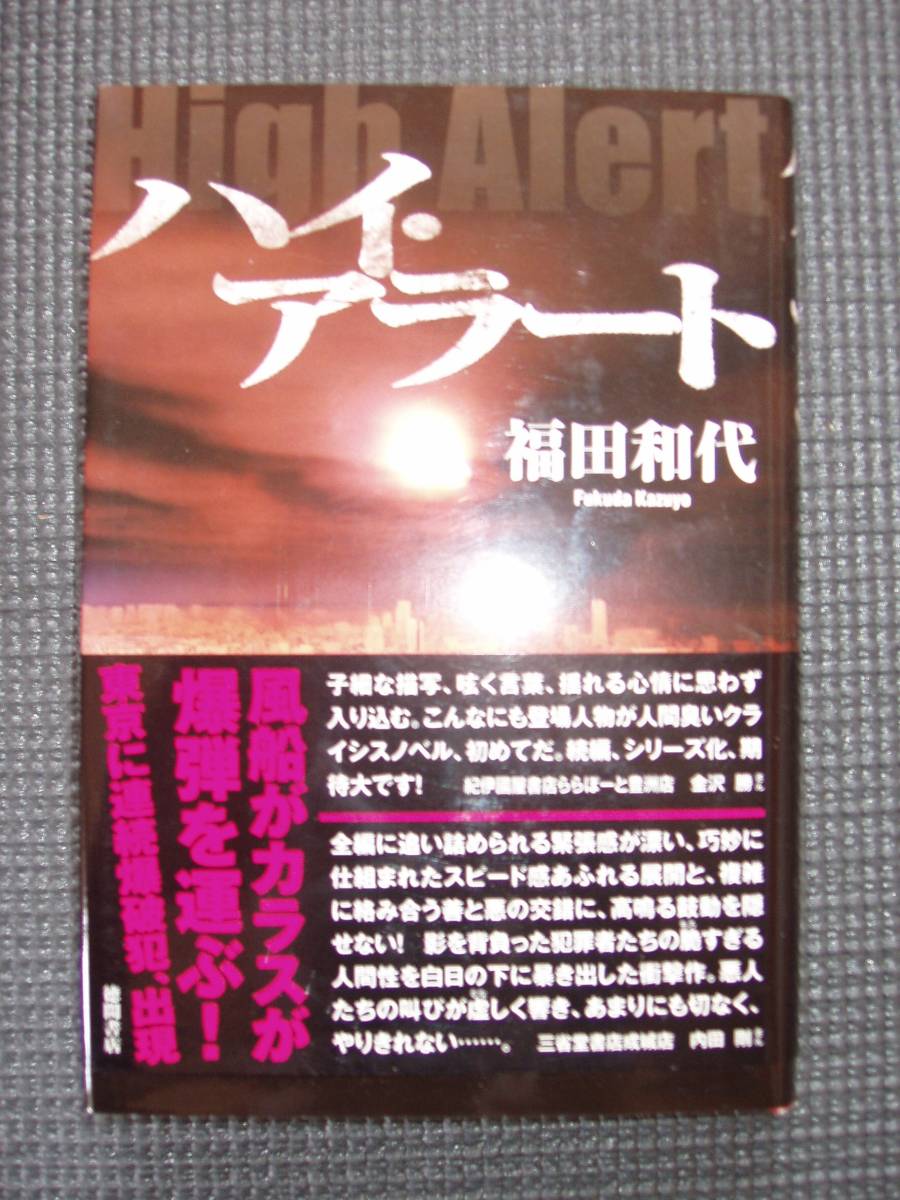 High Alert
ハイ・
アラート
福田和代
Fukuda Kazuyo
風船がカラスが
爆弾を運ぶ!
東京に連続爆破犯、出現
徳間書店
子細な描写、呟く言葉、揺れる心情に思わず
入り込む。こんなにも登場人物が人間臭いクラ
イシスノベル、初めてだ。続編、シリーズ化、期
待大です! 紀伊國屋書店ららぽーと豊洲店 金沢 勝さん
全編に追い詰められる緊張感が漂い、巧妙に
仕組まれたスピード感あふれる展開と、複雑
に絡み合う善と悪の交錯に、高鳴る鼓動を隠
せない! 影を背負った犯罪者たちの脆すぎる
人間性を白日の下に暴き出した衝撃作。悪人
たちの叫びが虚しく響き、あまりにも切なく、
やりきれない……。 三省堂書店成城店 内田 剛さん